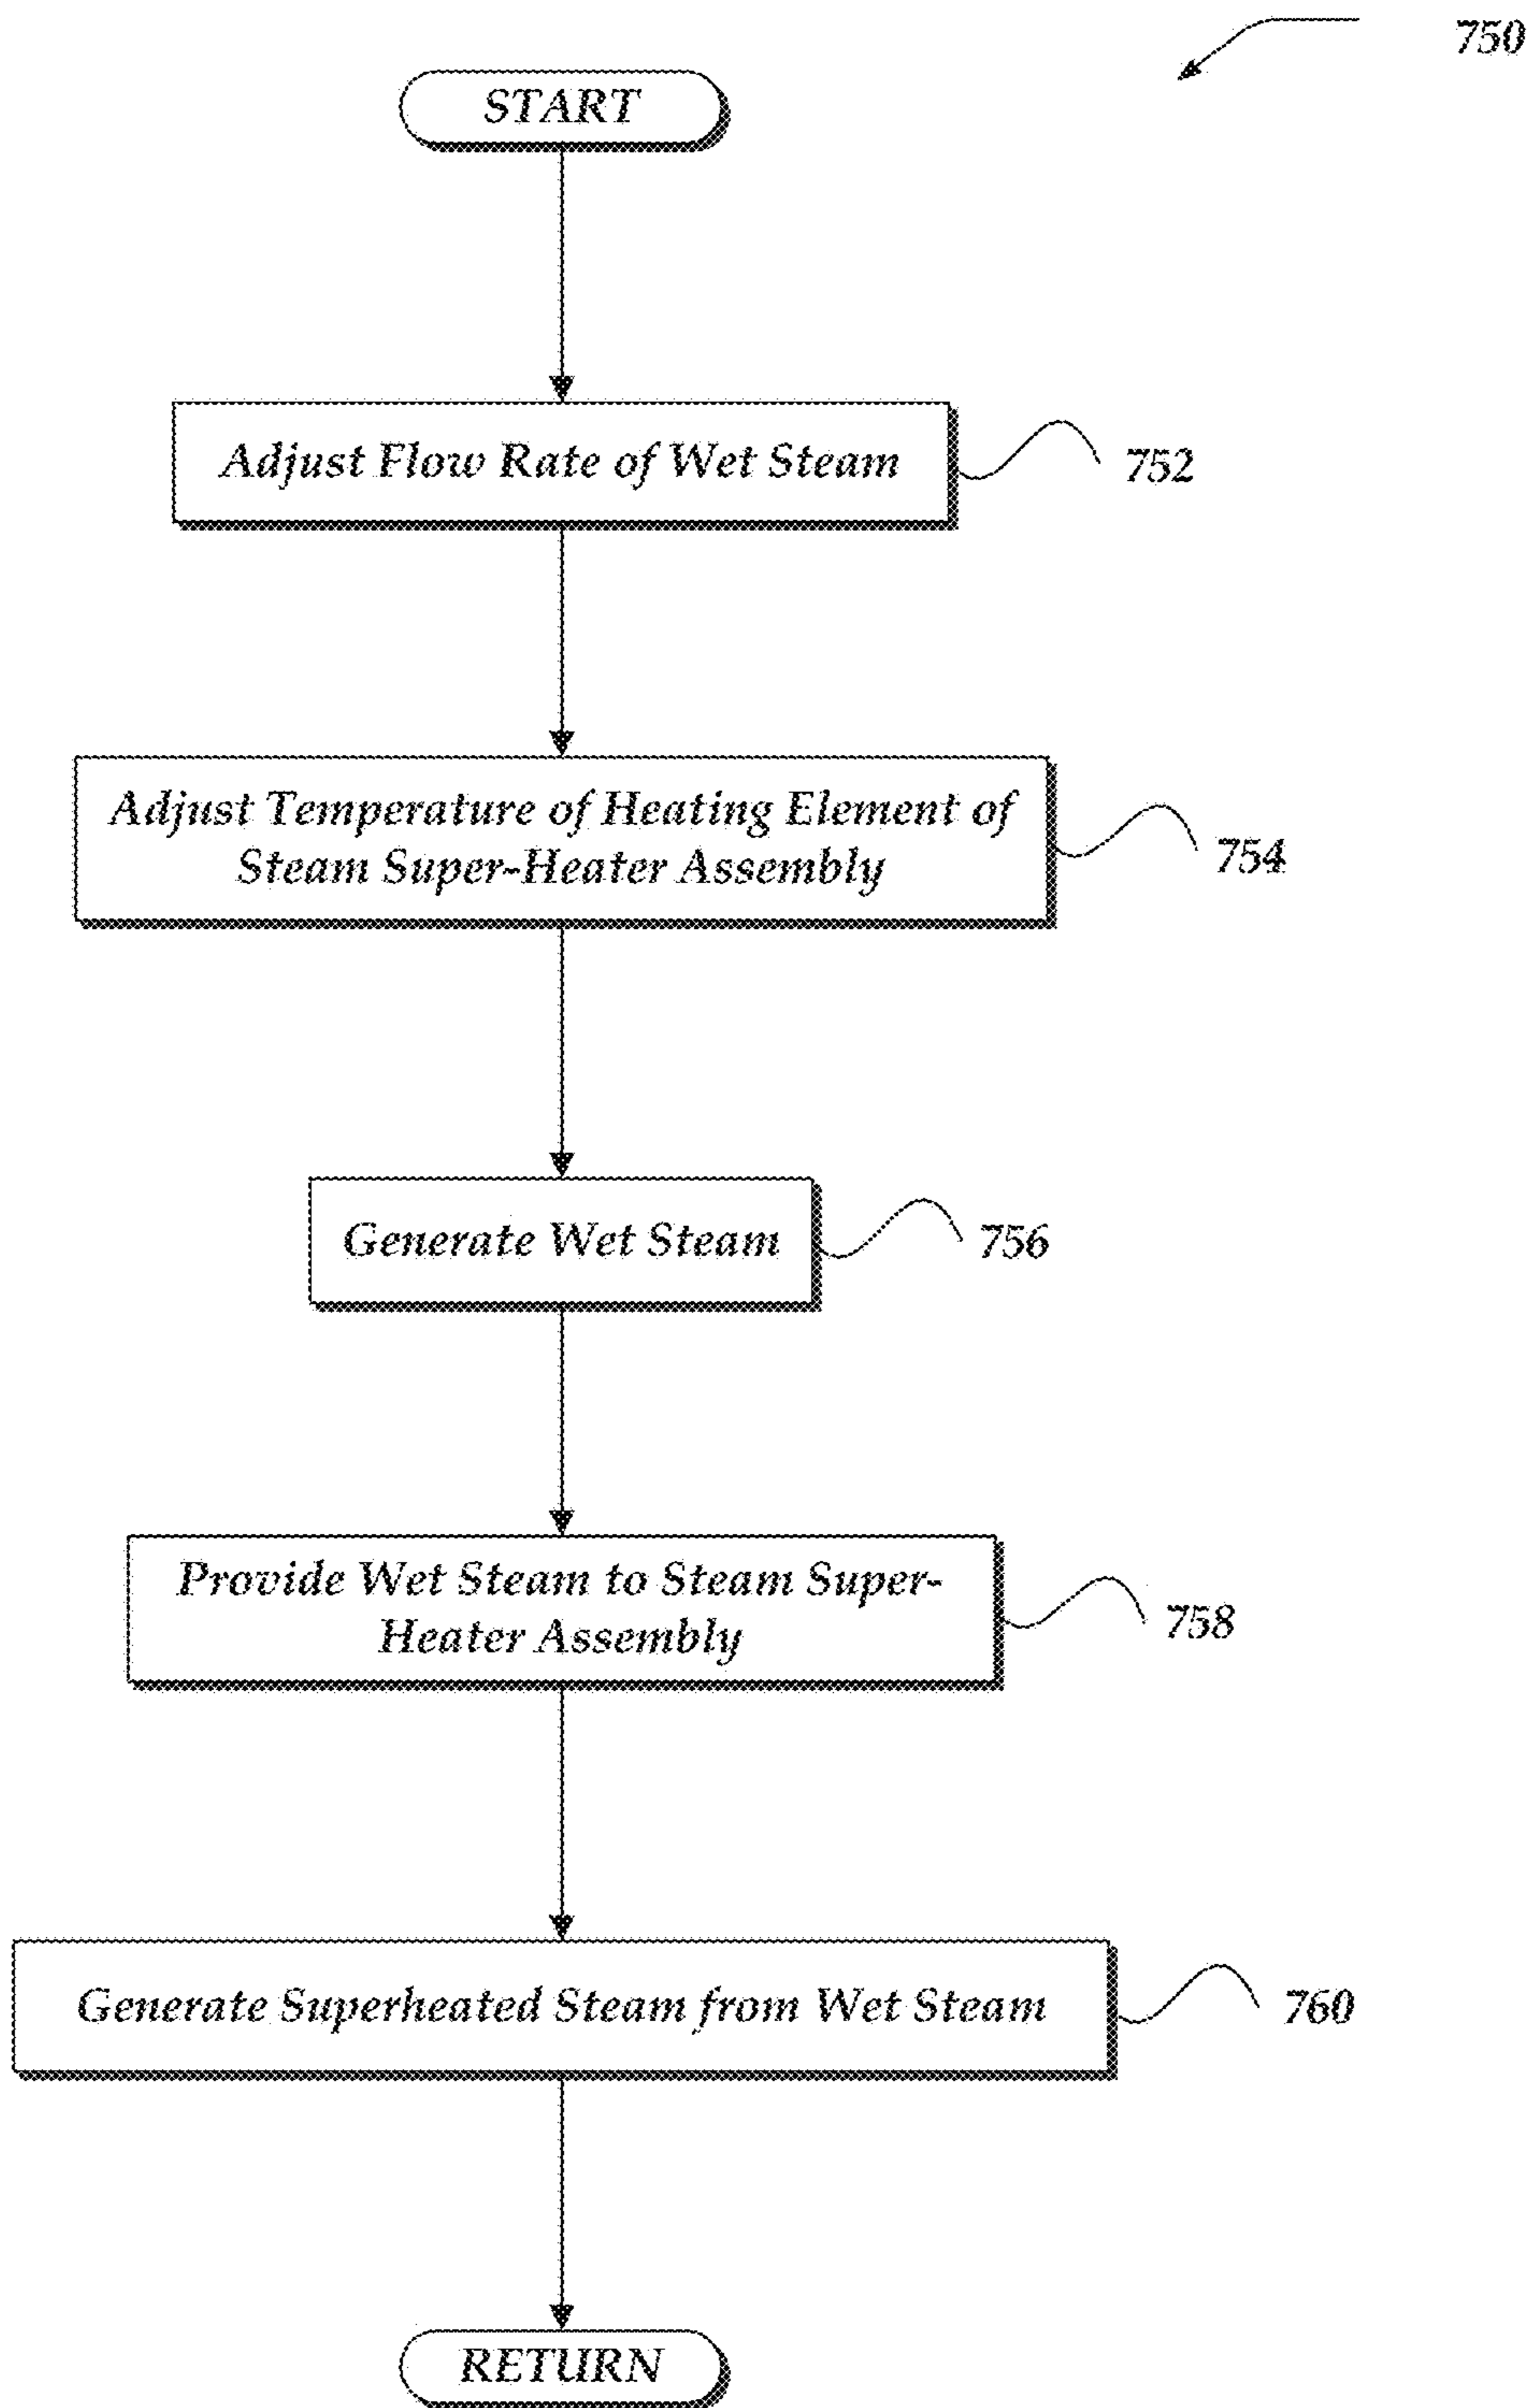 750
START
Adjust Flow Rate of Wet Steam
752
Adjust Temperature of Heating Element of
Steam Super-Heater Assembly
754
Generate Wet Steam
756
Provide Wet Steam to Steam Super-
Heater Assembly
758
Generate Superheated Steam from Wet Steam
760
RETURN